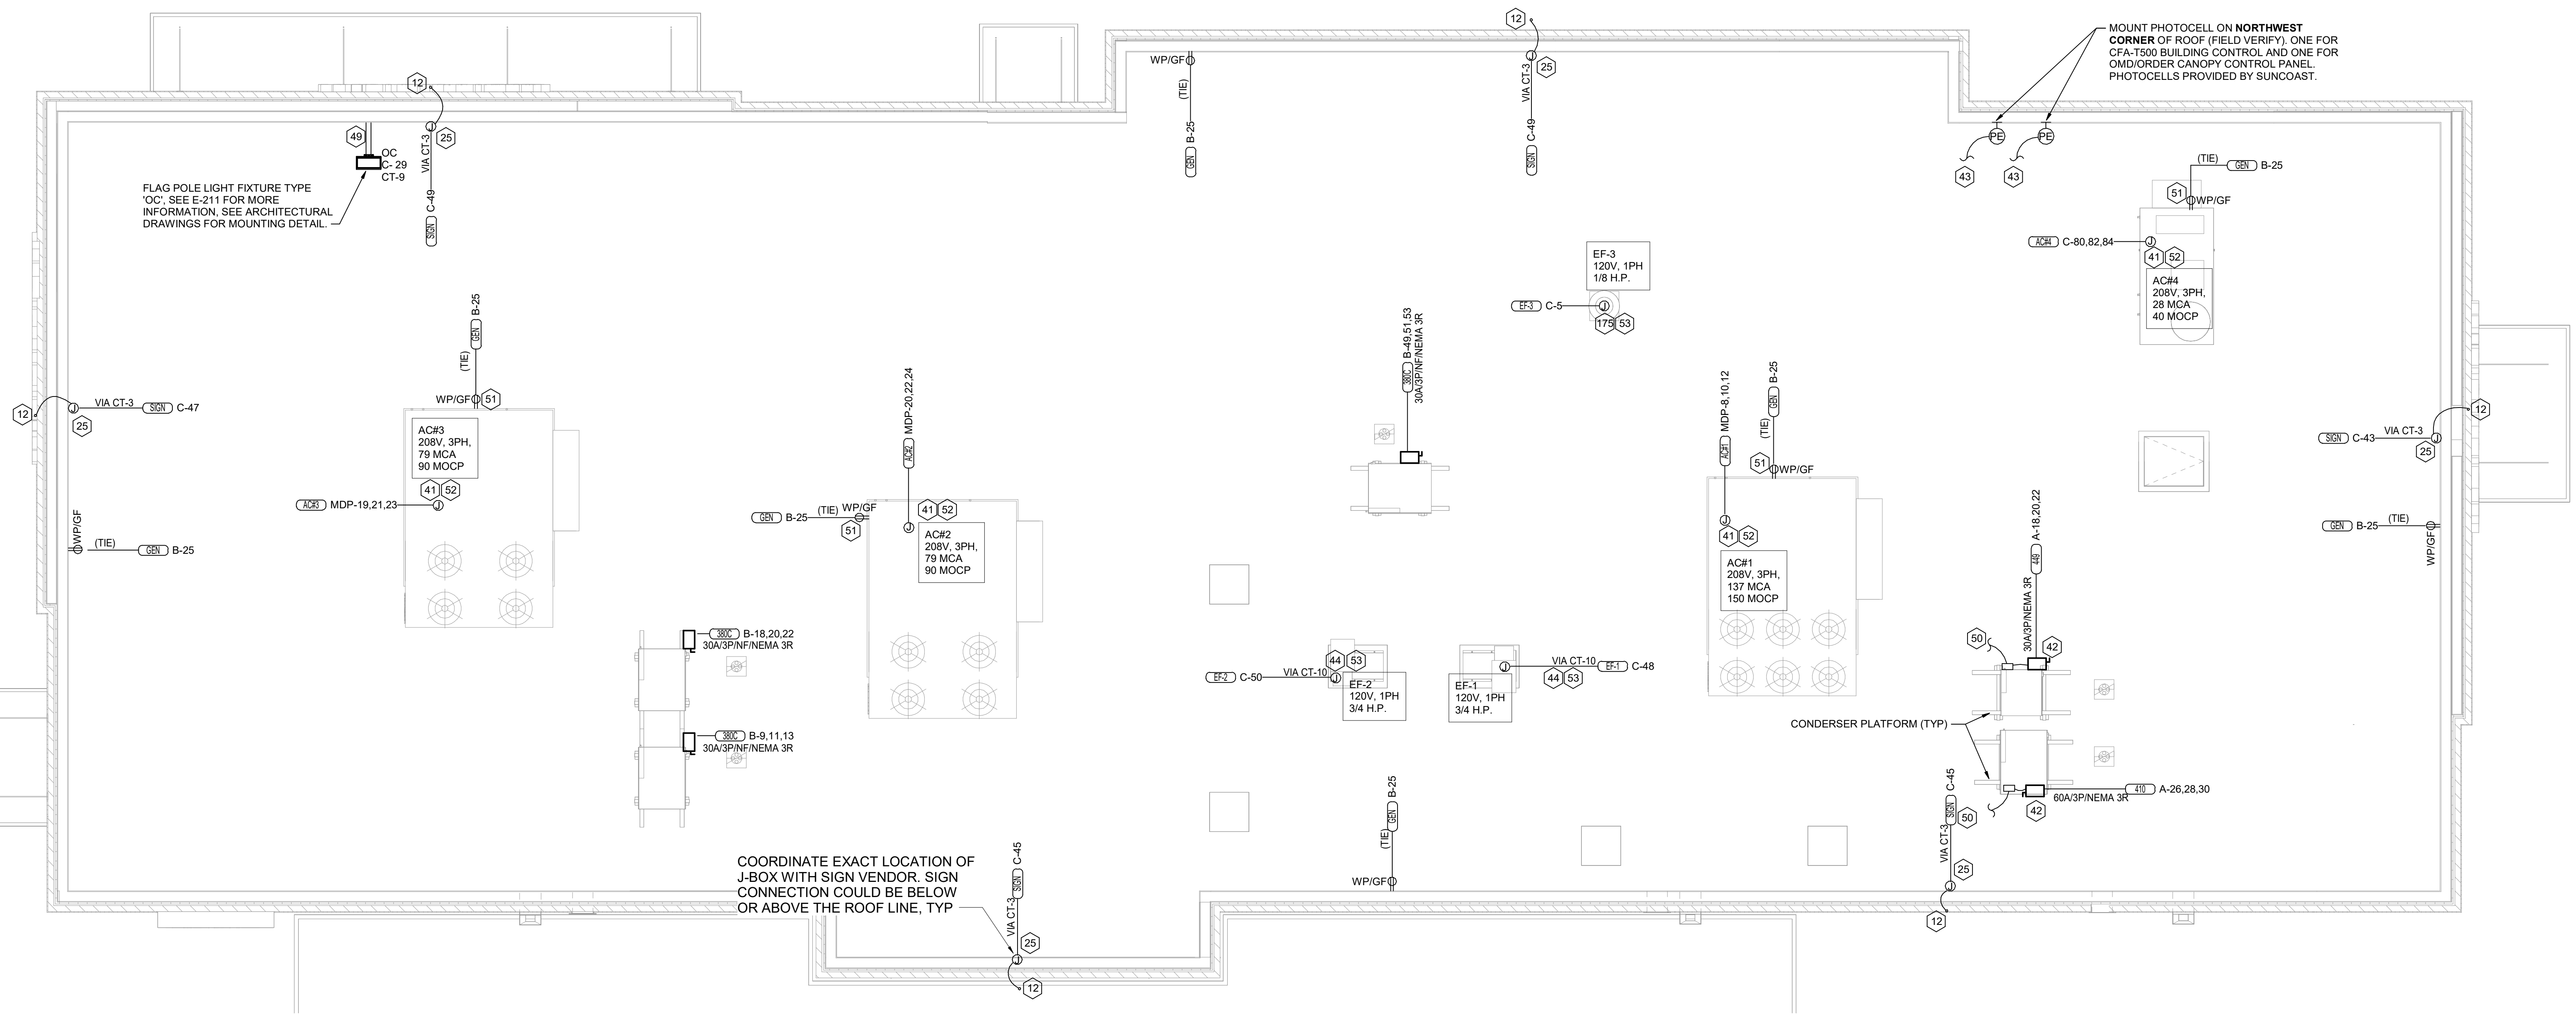 12
MOUNT PHOTOCELL ON NORTHWEST
CORNER OF ROOF (FIELD VERIFY). ONE FOR
CFA-T500 BUILDING CONTROL AND ONE FOR
OMD/ORDER CANOPY CONTROL PANEL.
PHOTOCELLS PROVIDED BY SUNCOAST.
12
49
25
VIA CT-3
SIGN C-49
OC
C- 29
CT-9
FLAG POLE LIGHT FIXTURE TYPE
'OC', SEE E-211 FOR MORE
INFORMATION, SEE ARCHITECTURAL
DRAWINGS FOR MOUNTING DETAIL.
WP/GF
(TIE)
GEN B-25
J
25
VIA CT-3
SIGN C-49
PE
PE
43
43
(TIE)
GEN B-25
51
WP/GF
AC#4 C-80,82,84
J
41
52
AC#4
208V, 3PH,
28 MCA
40 MOCP
EF-3
120V, 1PH
1/8 H.P.
EF-3 C-5
J
175
53
GEN B-25
(TIE)
WP/GF
51
AC#3
208V, 3PH,
79 MCA
90 MOCP
41
52
AC#3 MDP-19,21,23
J
12
J
VIA CT-3
SIGN C-47
25
WP/GF
(TIE)
GEN B-25
AC#2 MDP-20,22,24
J
41
52
GEN B-25
(TIE)
WP/GF
51
AC#2
208V, 3PH,
79 MCA
90 MOCP
380C B-49,51,53
30A/3P/NF/NEMA 3R
AC#1 MDP-8,10,12
J
GEN B-25
(TIE)
51
WP/GF
41
52
AC#1
208V, 3PH,
137 MCA
150 MOCP
12
SIGN C-43
VIA CT-3
J
25
GEN B-25
(TIE)
WP/GF
449 A-18,20,22
30A/3P/NEMA 3R
50
42
380C B-18,20,22
30A/3P/NF/NEMA 3R
380C B-9,11,13
30A/3P/NF/NEMA 3R
44
53
EF-2 C-50
VIA CT-10
J
EF-2
120V, 1PH
3/4 H.P.
J
VIA CT-10
EF-1 C-48
44
53
EF-1
120V, 1PH
3/4 H.P.
CONDERSER PLATFORM (TYP)
410 A-26,28,30
60A/3P/NEMA 3R
42
50
SIGN C-45
VIA CT-3
25
J
12
GEN B-25
(TIE)
WP/GF
COORDINATE EXACT LOCATION OF
J-BOX WITH SIGN VENDOR. SIGN
CONNECTION COULD BE BELOW
OR ABOVE THE ROOF LINE, TYP
SIGN C-45
VIA CT-3
25
J
12